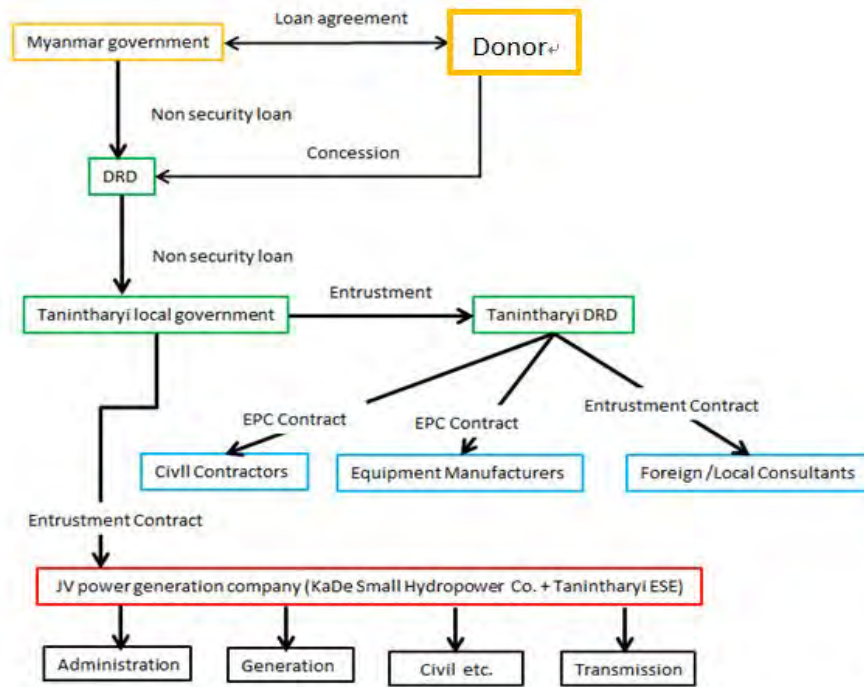 Loan agreement
Myanmar government
Donor↵
Non security loan
Concession
DRD
Non security loan
Entrustment
Tanintharyi local government
Tanintharyi DRD
EPC Contract
EPC Contract
Entrustment Contract
Civil Contractors
Equipment Manufacturers
Foreign /Local Consultants
Entrustment Contract
JV power generation company (KaDe Small Hydropower Co. + Tanintharyi ESE)
Administration
Generation
Civil etc.
Transmission